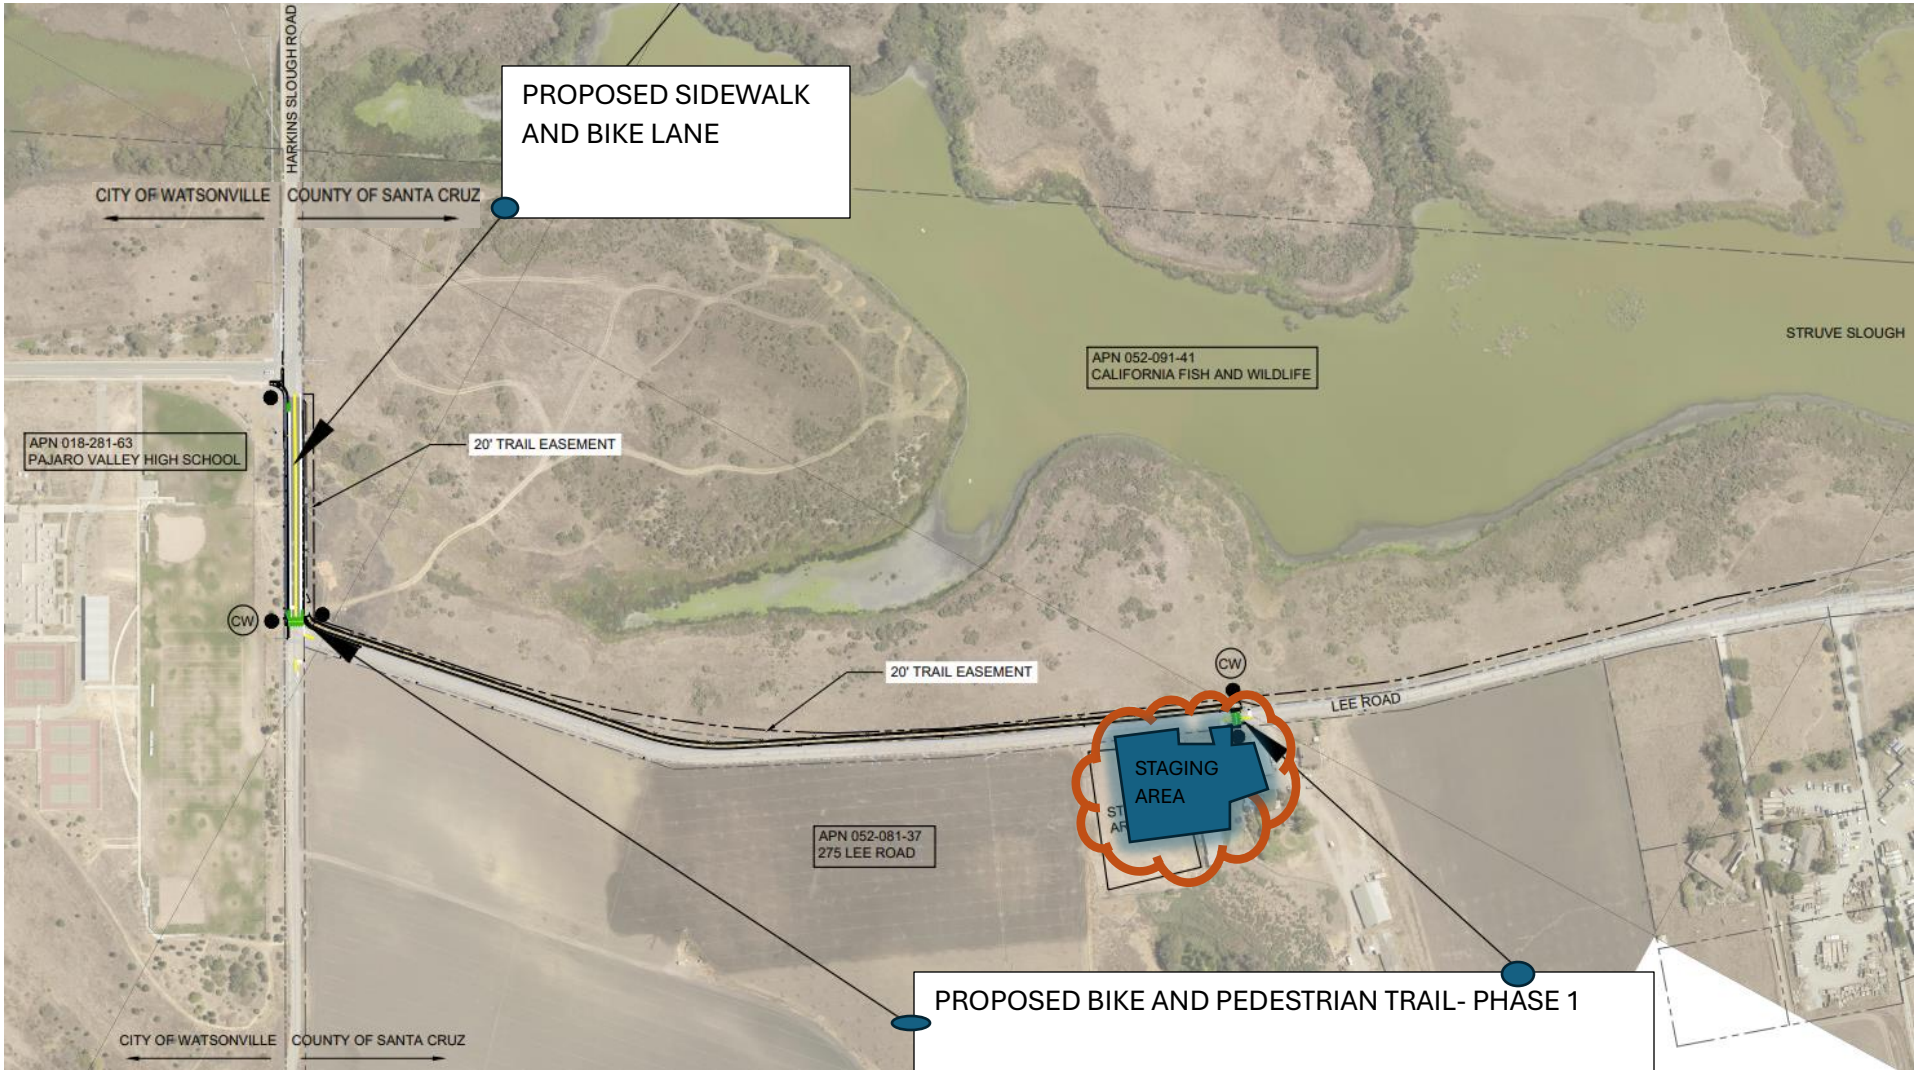 HARKINS SLOUGH ROAD
PROPOSED SIDEWALK
AND BIKE LANE
CITY OF WATSONVILLE
COUNTY OF SANTA CRUZ
STRUVE SLOUGH
APN 052-091-41
CALIFORNIA FISH AND WILDLIFE
APN 018-281-63
PAJARO VALLEY HIGH SCHOOL
20' TRAIL EASEMENT
CW
CW
20' TRAIL EASEMENT
LEE ROAD
STAGING
AREA
ST
AR
APN 052-081-37
275 LEE ROAD
PROPOSED BIKE AND PEDESTRIAN TRAIL- PHASE 1
CITY OF WATSONVILLE
COUNTY OF SANTA CRUZ